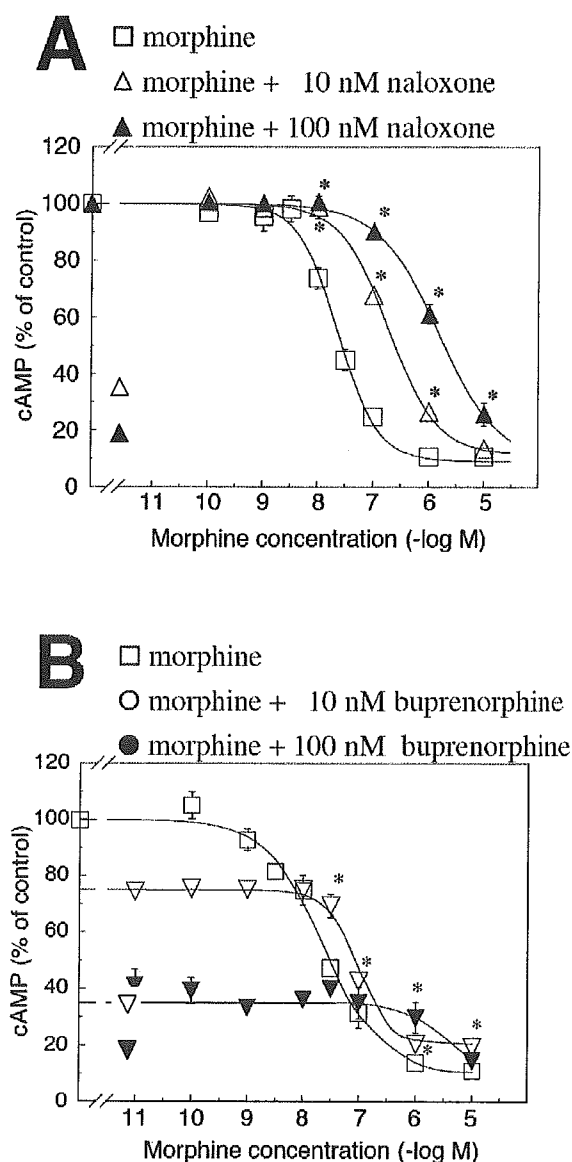 A
morphine
morphine + 10 nM naloxone
morphine + 100 nM naloxone
120
100
80
60
40
20
0
cAMP (% of control)
* * * * * * *
11 10 9 8 7 6 5
Morphine concentration (-log M)
B
morphine
morphine + 10 nM buprenorphine
morphine + 100 nM buprenorphine
120
100
80
60
40
20
0
cAMP (% of control)
* * * * *
11 10 9 8 7 6 5
Morphine concentration (-log M)